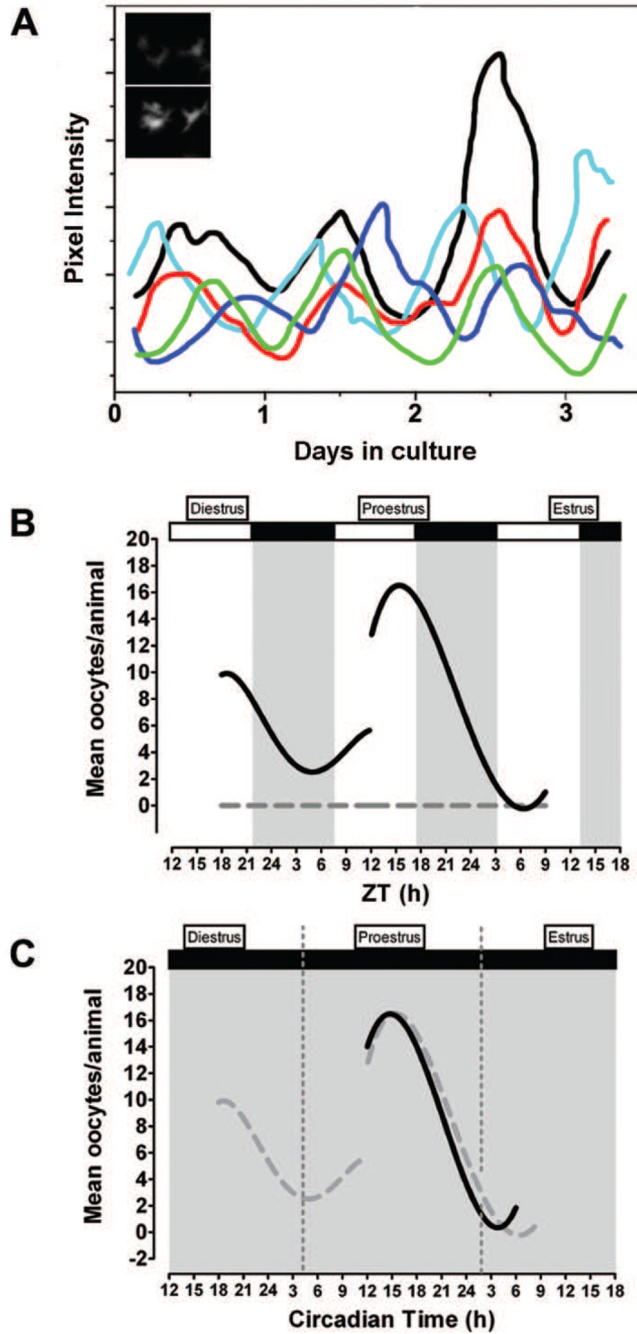 A
Pixel Intensity
0 1 2 3
Days in culture
B
Diestrus Proestrus Estrus
20
18
16
14
12
10
8
6
4
2
0
Mean oocytes/animal
12 15 18 21 24 3 6 9 12 15 18 21 24 3 6 9 12 15 18
ZT (h)
C
Diestrus Proestrus Estrus
20
18
16
14
12
10
8
6
4
2
0
-2
Mean oocytes/animal
12 15 18 21 24 3 6 9 12 15 18 21 24 3 6 9 12 15 18
Circadian Time (h)